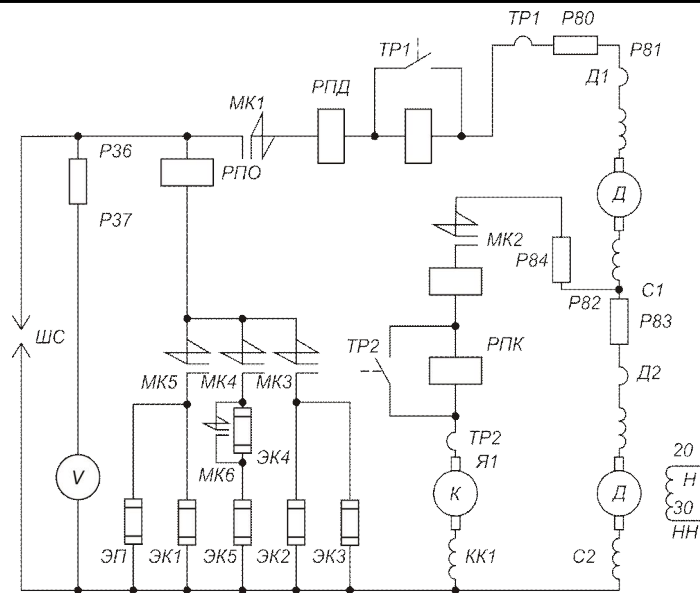 ТР1
Р80
ТР1
Р81
РПД
Д1
МК1
Р36
РПО
Д
Р37
МК2
Р84
Р82
С1
Р83
ШС
ТР2
РПК
МК5
МК4
МК3
Д2
ЭК4
МК6
ТР2
Я1
20
V
К
Д
Н
30
НН
ЭП
ЭК1
ЭК5
ЭК2
ЭК3
КК1
С2